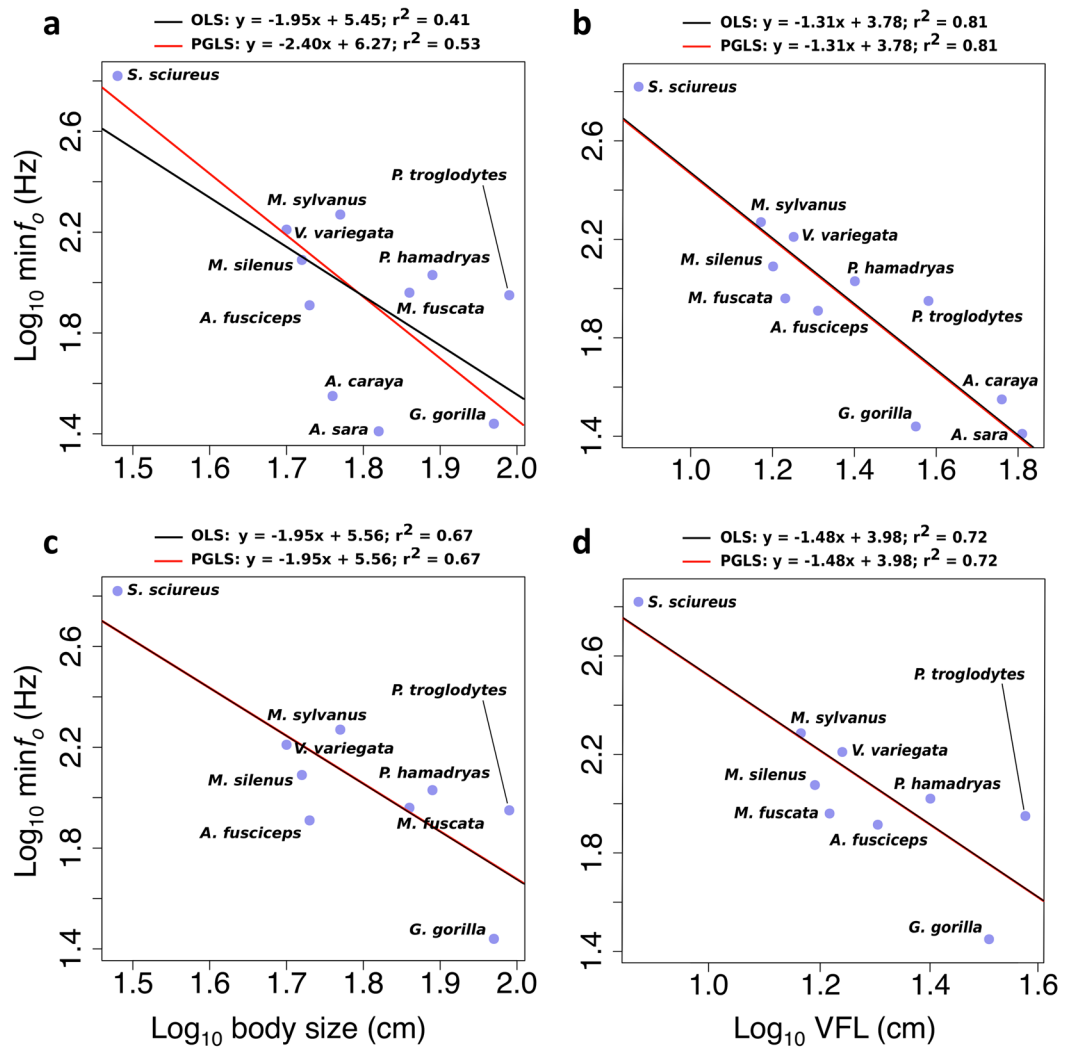 a
OLS: y = -1.95x + 5.45; r² = 0.41
PGLS: y = -2.40x + 6.27; r² = 0.53
S. sciureus
P. troglodytes
M. sylvanus
V. variegata
P. hamadryas
M. silenus
M. fuscata
A. fusciceps
A. caraya
G. gorilla
A. sara
Log₁₀ minfₒ (Hz)
2.6
2.2
1.8
1.4
1.5 1.6 1.7 1.8 1.9 2.0
b
OLS: y = -1.31x + 3.78; r² = 0.81
PGLS: y = -1.31x + 3.78; r² = 0.81
S. sciureus
M. sylvanus
V. variegata
M. silenus
P. hamadryas
M. fuscata
P. troglodytes
A. fusciceps
A. caraya
G. gorilla
A. sara
2.6
2.2
1.8
1.4
1.0 1.2 1.4 1.6 1.8
c
OLS: y = -1.95x + 5.56; r² = 0.67
PGLS: y = -1.95x + 5.56; r² = 0.67
S. sciureus
P. troglodytes
M. sylvanus
V. variegata
P. hamadryas
M. silenus
M. fuscata
A. fusciceps
G. gorilla
Log₁₀ minfₒ (Hz)
2.6
2.2
1.8
1.4
1.5 1.6 1.7 1.8 1.9 2.0
Log₁₀ body size (cm)
d
OLS: y = -1.48x + 3.98; r² = 0.72
PGLS: y = -1.48x + 3.98; r² = 0.72
S. sciureus
P. troglodytes
M. sylvanus
V. variegata
M. silenus
P. hamadryas
M. fuscata
A. fusciceps
G. gorilla
2.6
2.2
1.8
1.4
1.0 1.2 1.4 1.6
Log₁₀ VFL (cm)